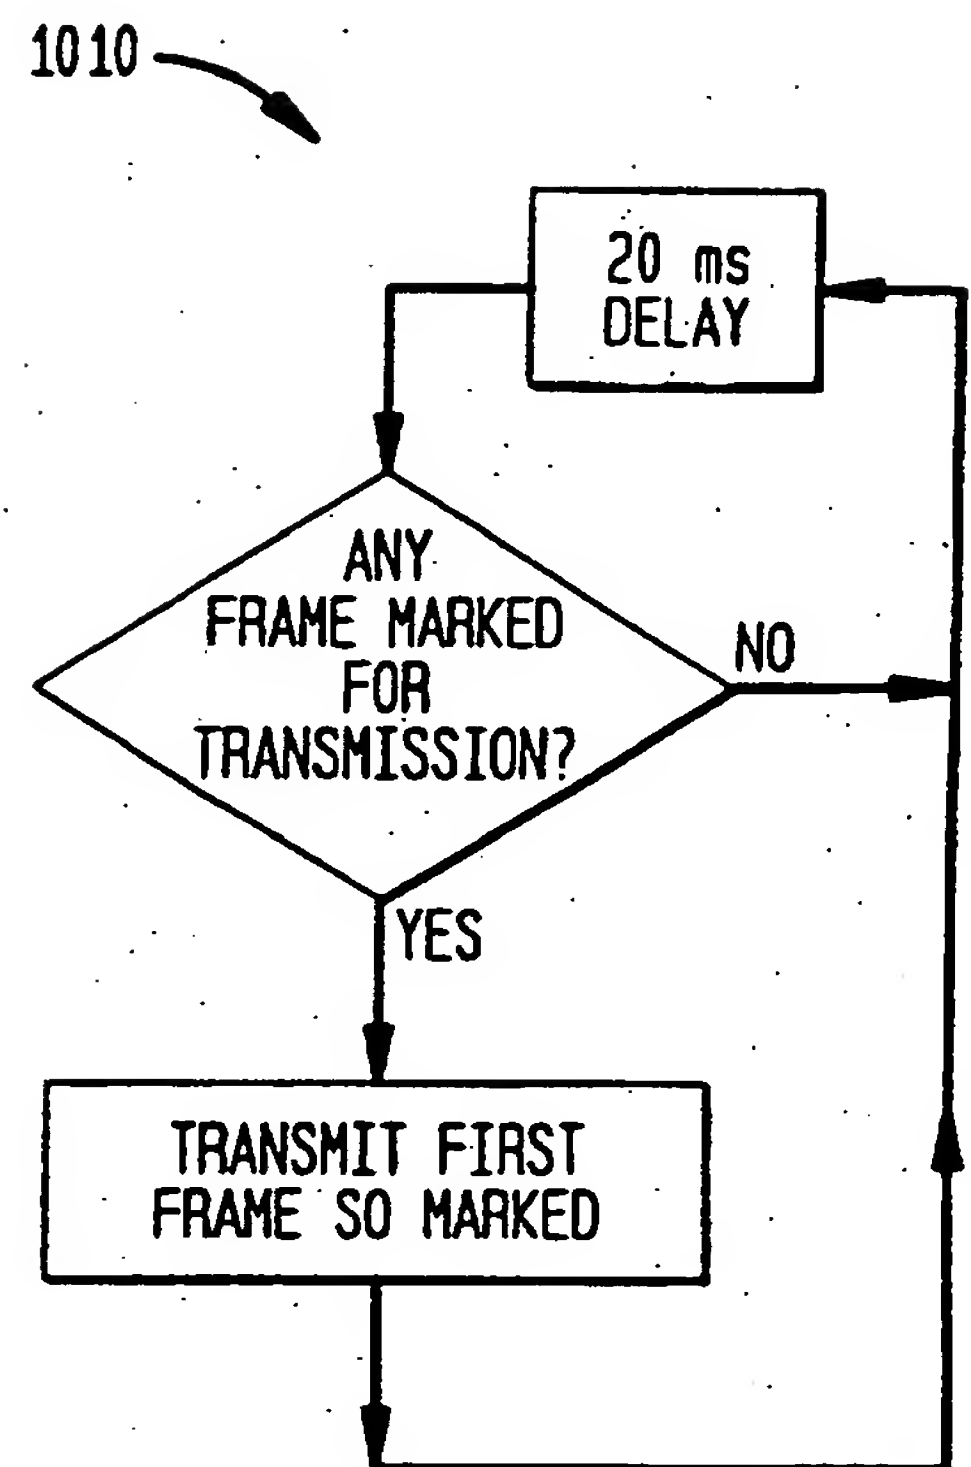 1010
20 ms
DELAY
ANY
FRAME MARKED
FOR
TRANSMISSION?
NO
YES
TRANSMIT FIRST
FRAME SO MARKED